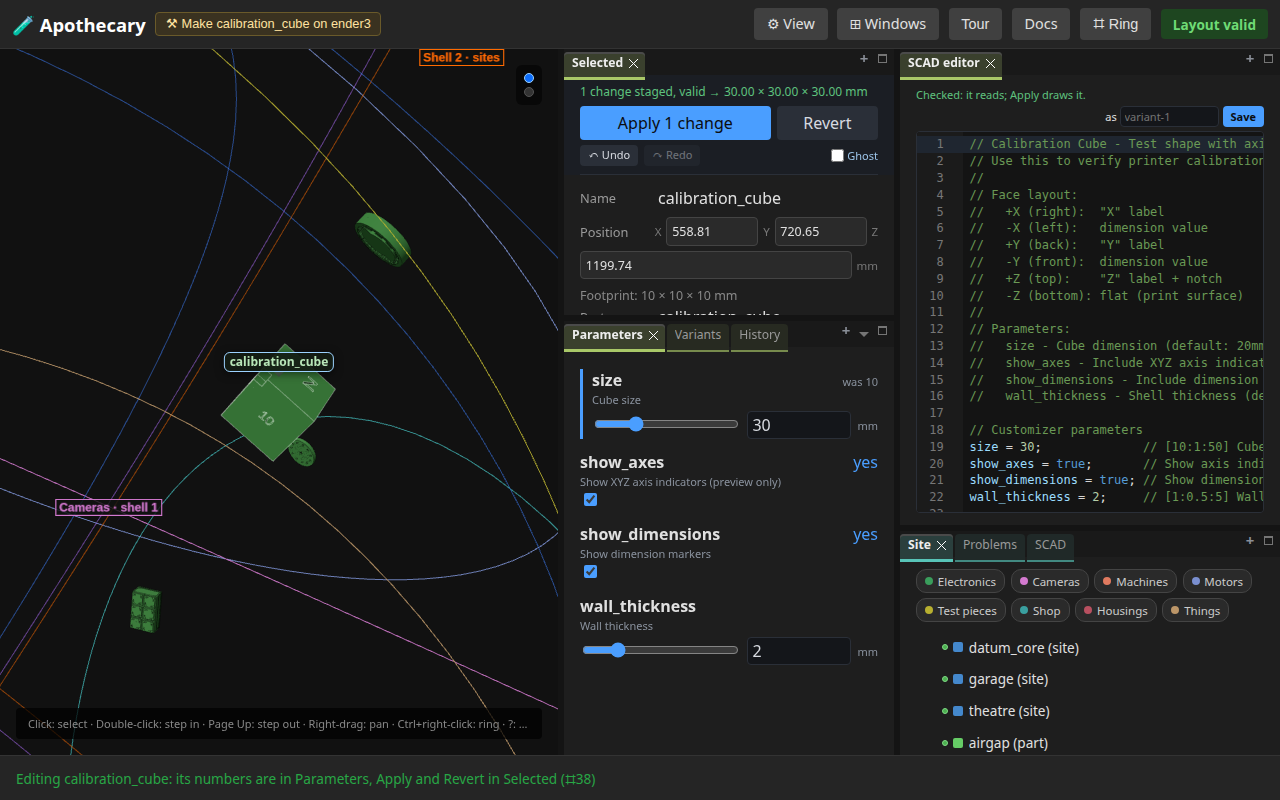 🧪 Apothecary
⚒ Make calibration_cube on ender3
⚙ View
⊞ Windows
Tour
Docs
⌗ Ring
Layout valid
Shell 2 · sites
calibration_cube
10
Cameras · shell 1
Click: select · Double-click: step in · Page Up: step out · Right-drag: pan · Ctrl+right-click: ring · ?: ...
Selected
1 change staged, valid → 30.00 × 30.00 × 30.00 mm
Apply 1 change
Revert
↶ Undo
↷ Redo
Ghost
Name calibration_cube
Position X 558.81 Y 720.65 Z
1199.74 mm
Footprint: 10 × 10 × 10 mm
Parameters
Variants
History
size was 10
Cube size
30 mm
show_axes yes
Show XYZ axis indicators (preview only)
show_dimensions yes
Show dimension markers
wall_thickness
Wall thickness
2 mm
SCAD editor
Checked: it reads; Apply draws it.
as variant-1 Save
1 // Calibration Cube - Test shape with axi
2 // Use this to verify printer calibration
3 //
4 // Face layout:
5 //   +X (right):  "X" label
6 //   -X (left):   dimension value
7 //   +Y (back):   "Y" label
8 //   -Y (front):  dimension value
9 //   +Z (top):    "Z" label + notch
10 //   -Z (bottom): flat (print surface)
11 //
12 // Parameters:
13 //   size - Cube dimension (default: 20mm
14 //   show_axes - Include XYZ axis indicat
15 //   show_dimensions - Include dimension
16 //   wall_thickness - Shell thickness (de
17
18 // Customizer parameters
19 size = 30;              // [10:1:50] Cube
20 show_axes = true;       // Show axis indi
21 show_dimensions = true; // Show dimension
22 wall_thickness = 2;     // [1:0.5:5] Wall
Site
Problems
SCAD
Electronics
Cameras
Machines
Motors
Test pieces
Shop
Housings
Things
datum_core (site)
garage (site)
theatre (site)
airgap (part)
Editing calibration_cube: its numbers are in Parameters, Apply and Revert in Selected (⌗38)